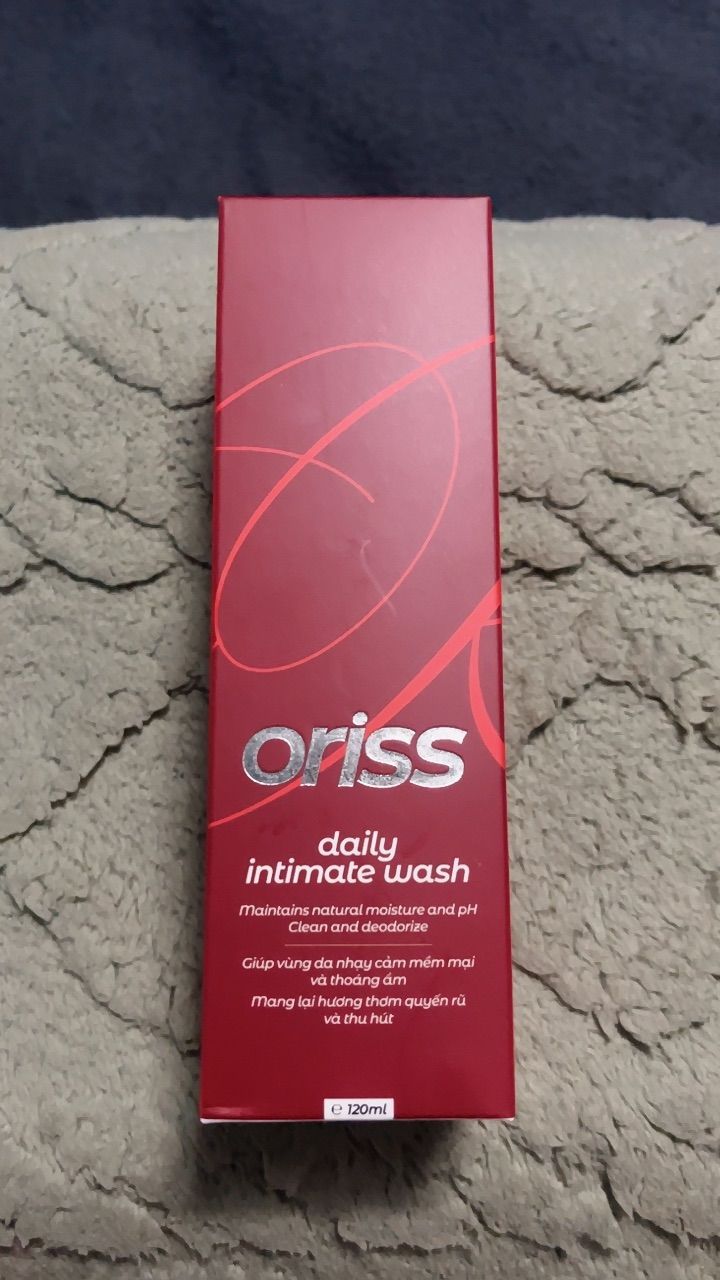 oriss
daily
intimate wash
Maintains natural moisture and pH
Clean and deodorize
Giúp vùng da nhạy cảm mềm mại
và thoáng ẩm
Mang lại hương thơm quyến rũ
và thu hút
℮ 120ml